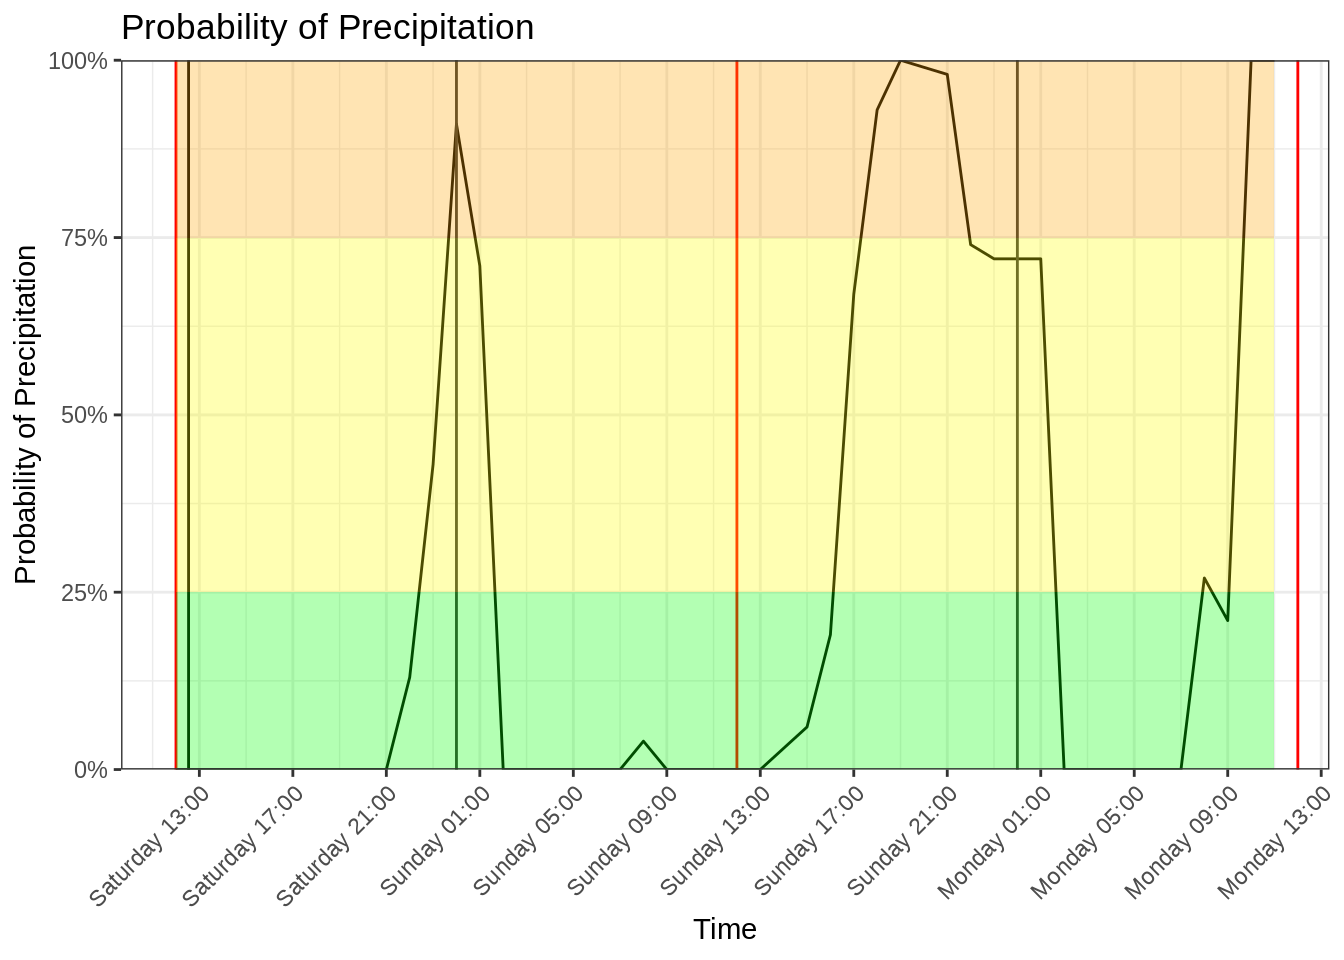 Probability of Precipitation
Probability of Precipitation
100%
75%
50%
25%
0%
Saturday 13:00
Saturday 17:00
Saturday 21:00
Sunday 01:00
Sunday 05:00
Sunday 09:00
Sunday 13:00
Sunday 17:00
Sunday 21:00
Monday 01:00
Monday 05:00
Monday 09:00
Monday 13:00
Time